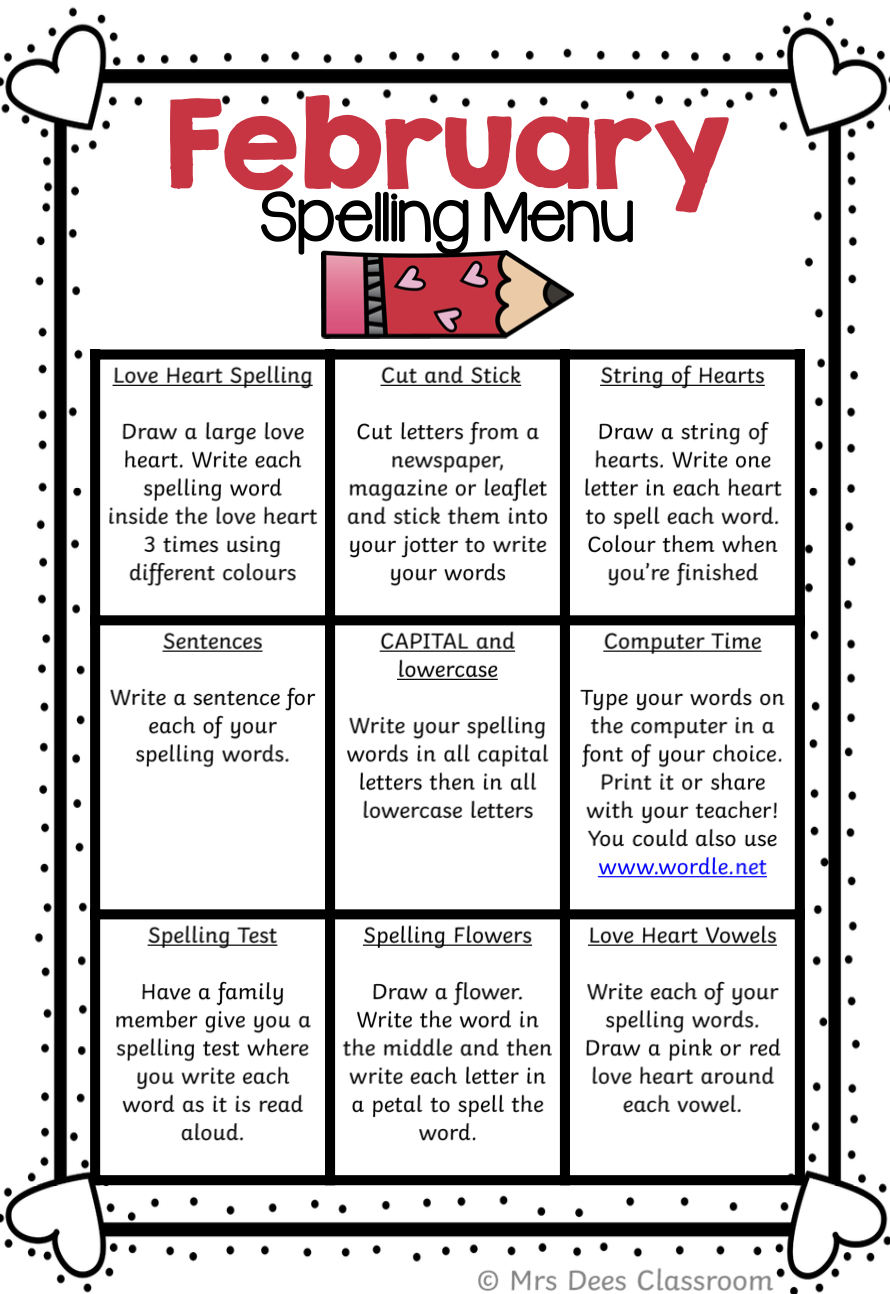 February
Spelling Menu
Love Heart Spelling
Draw a large love
heart. Write each
spelling word
inside the love heart
3 times using
different colours
Cut and Stick
Cut letters from a
newspaper,
magazine or leaflet
and stick them into
your jotter to write
your words
String of Hearts
Draw a string of
hearts. Write one
letter in each heart
to spell each word.
Colour them when
you're finished
Sentences
Write a sentence for
each of your
spelling words.
CAPITAL and
lowercase
Write your spelling
words in all capital
letters then in all
lowercase letters
Computer Time
Type your words on
the computer in a
font of your choice.
Print it or share
with your teacher!
You could also use
www.wordle.net
Spelling Test
Have a family
member give you a
spelling test where
you write each
word as it is read
aloud.
Spelling Flowers
Draw a flower.
Write the word in
the middle and then
write each letter in
a petal to spell the
word.
Love Heart Vowels
Write each of your
spelling words.
Draw a pink or red
love heart around
each vowel.
© Mrs Dees Classroom